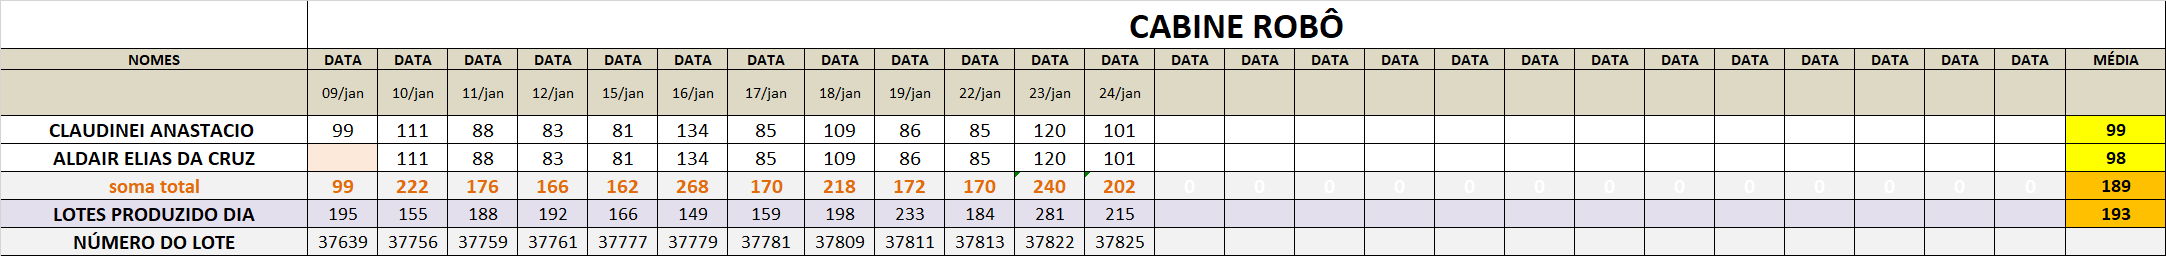 CABINE ROBÔ
NOMES DATA DATA DATA DATA DATA DATA DATA DATA DATA DATA DATA DATA DATA DATA DATA DATA DATA DATA DATA DATA DATA DATA DATA DATA DATA MÉDIA
09/jan 10/jan 11/jan 12/jan 15/jan 16/jan 17/jan 18/jan 19/jan 22/jan 23/jan 24/jan
CLAUDINEI ANASTACIO 99 111 88 83 81 134 85 109 86 85 120 101 99
ALDAIR ELIAS DA CRUZ 111 88 83 81 134 85 109 86 85 120 101 98
soma total 99 222 176 166 162 268 170 218 172 170 240 202 0 0 0 0 0 0 0 0 0 0 0 0 0 189
LOTES PRODUZIDO DIA 195 155 188 192 166 149 159 198 233 184 281 215 193
NÚMERO DO LOTE 37639 37756 37759 37761 37777 37779 37781 37809 37811 37813 37822 37825